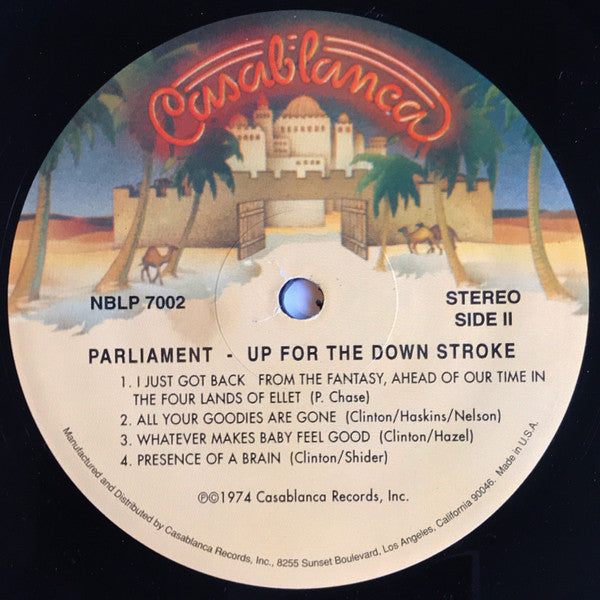 Casablanca
NBLP 7002
STEREO
SIDE II
PARLIAMENT - UP FOR THE DOWN STROKE
1. I JUST GOT BACK FROM THE FANTASY, AHEAD OF OUR TIME IN
THE FOUR LANDS OF ELLET (P. Chase)
2. ALL YOUR GOODIES ARE GONE (Clinton/Haskins/Nelson)
3. WHATEVER MAKES BABY FEEL GOOD (Clinton/Hazel)
4. PRESENCE OF A BRAIN (Clinton/Shider)
℗©1974 Casablanca Records, Inc.
Manufactured and Distributed by Casablanca Records, Inc., 8255 Sunset Boulevard, Los Angeles, California 90046. Made in U.S.A.